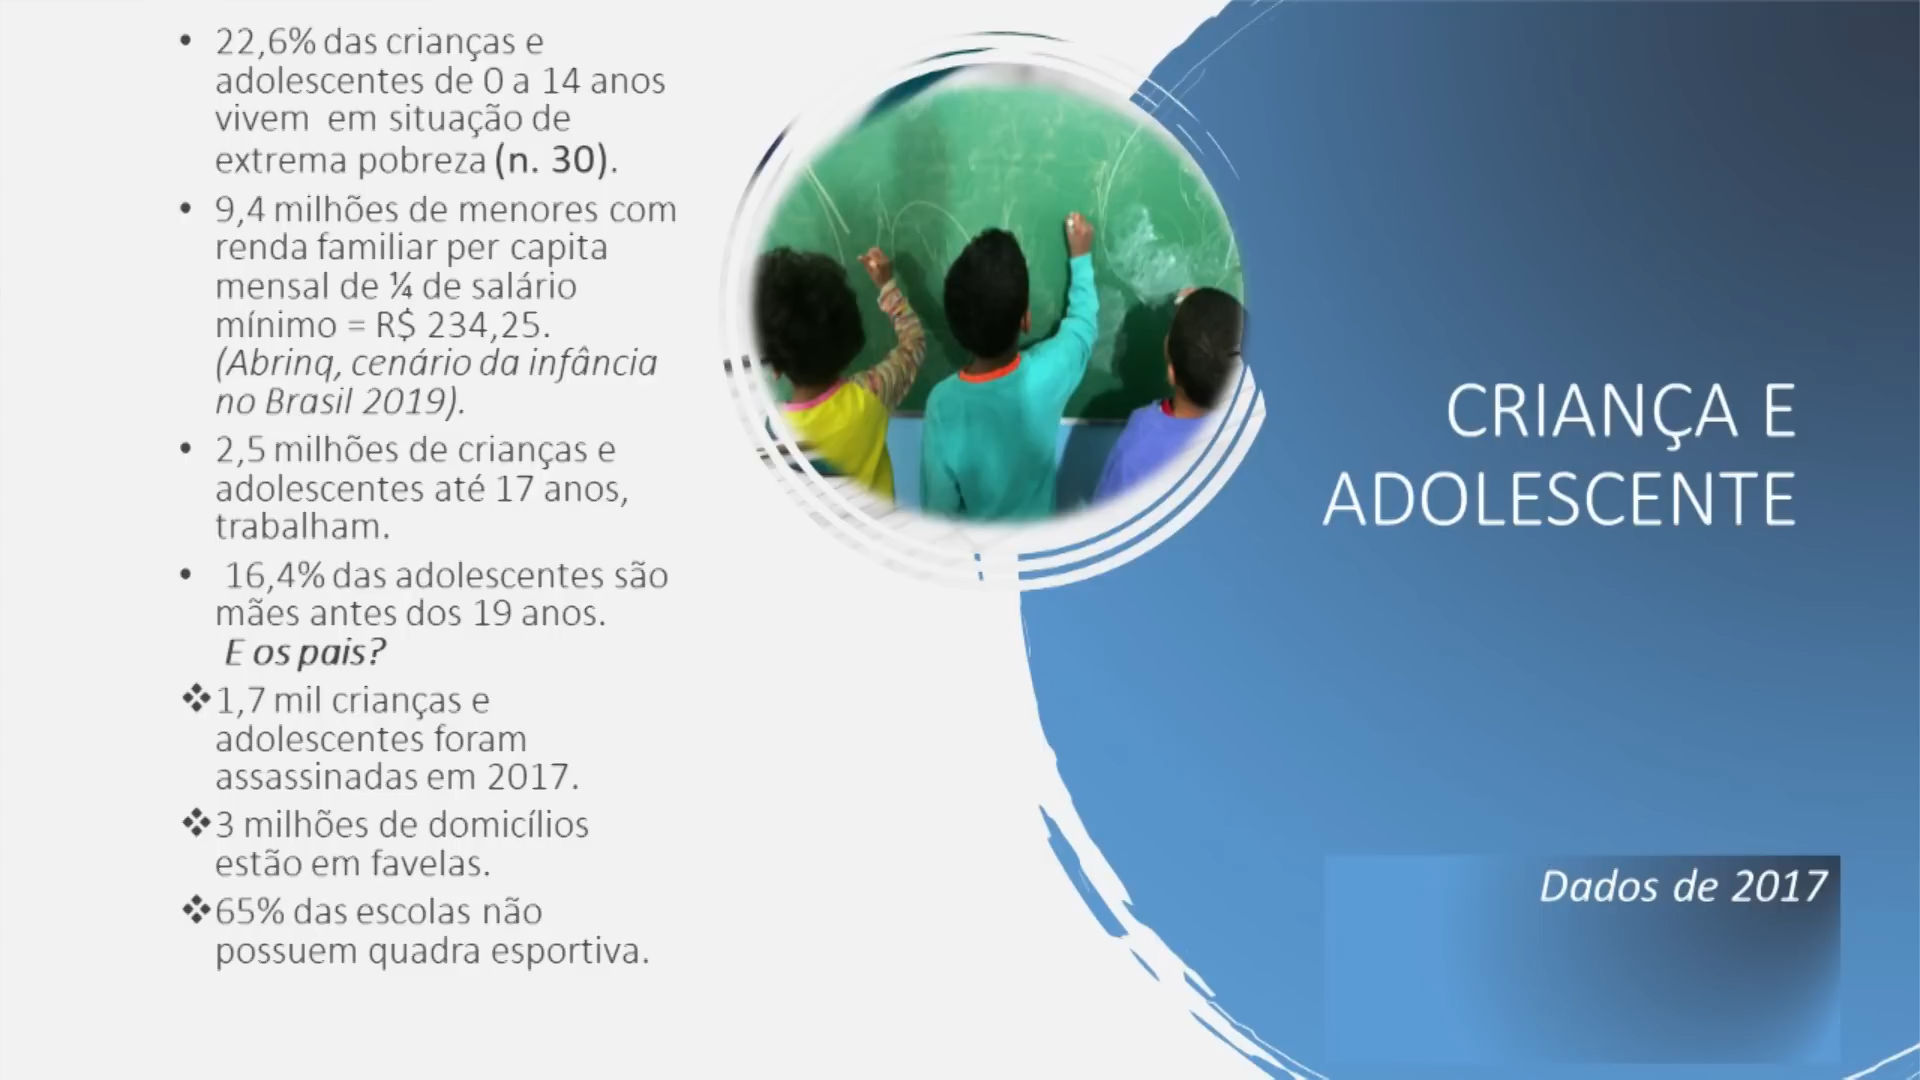 • 22,6% das crianças e
adolescentes de 0 a 14 anos
vivem em situação de
extrema pobreza (n. 30).
• 9,4 milhões de menores com
renda familiar per capita
mensal de ¼ de salário
mínimo = R$ 234,25.
(Abrinq, cenário da infância
no Brasil 2019).
• 2,5 milhões de crianças e
adolescentes até 17 anos,
trabalham.
• 16,4% das adolescentes são
mães antes dos 19 anos.
E os pais?
❖1,7 mil crianças e
adolescentes foram
assassinadas em 2017.
❖3 milhões de domicílios
estão em favelas.
❖65% das escolas não
possuem quadra esportiva.
CRIANÇA E
ADOLESCENTE
Dados de 2017